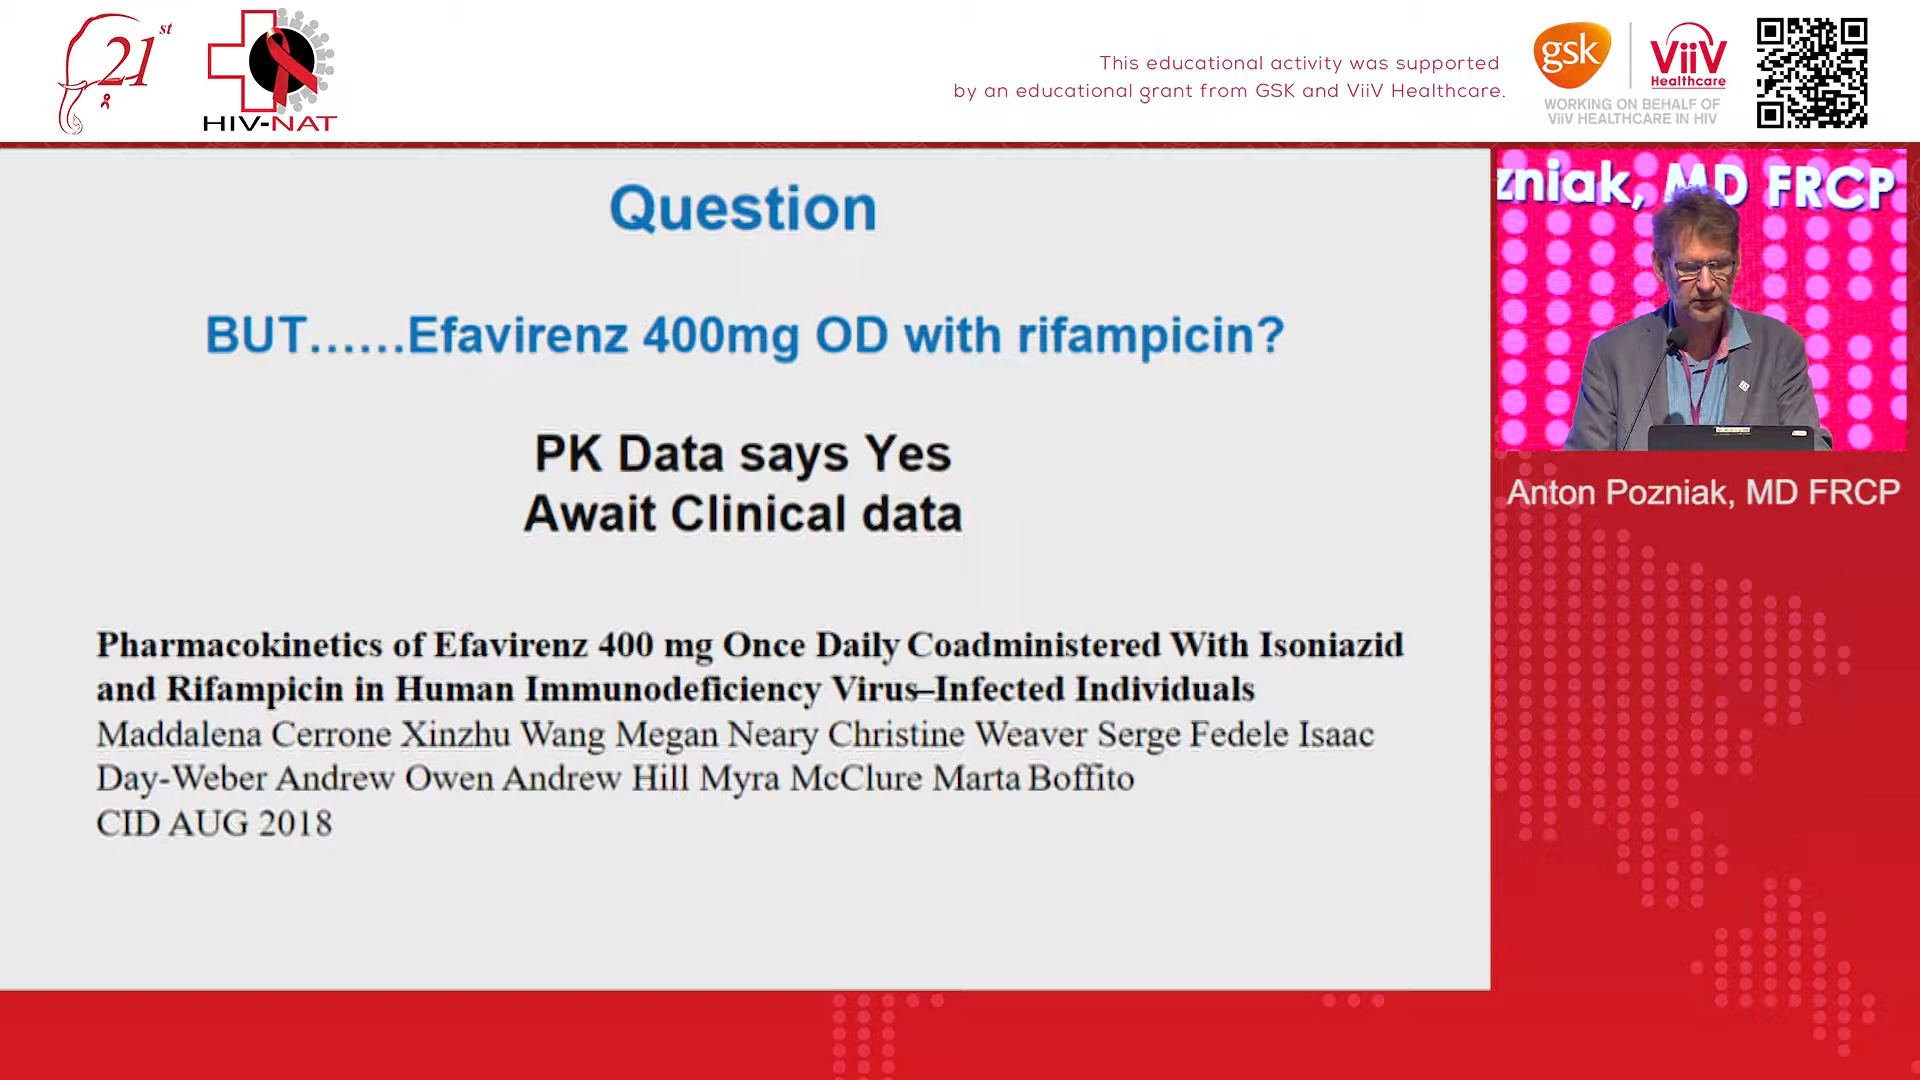 21st
HIV-NAT
This educational activity was supported
by an educational grant from GSK and ViiV Healthcare.
gsk
ViiV
Healthcare
WORKING ON BEHALF OF
ViiV HEALTHCARE IN HIV
Question
BUT......Efavirenz 400mg OD with rifampicin?
PK Data says Yes
Await Clinical data
Pharmacokinetics of Efavirenz 400 mg Once Daily Coadministered With Isoniazid
and Rifampicin in Human Immunodeficiency Virus–Infected Individuals
Maddalena Cerrone Xinzhu Wang Megan Neary Christine Weaver Serge Fedele Isaac
Day-Weber Andrew Owen Andrew Hill Myra McClure Marta Boffito
CID AUG 2018
zniak, MD FRCP
Anton Pozniak, MD FRCP